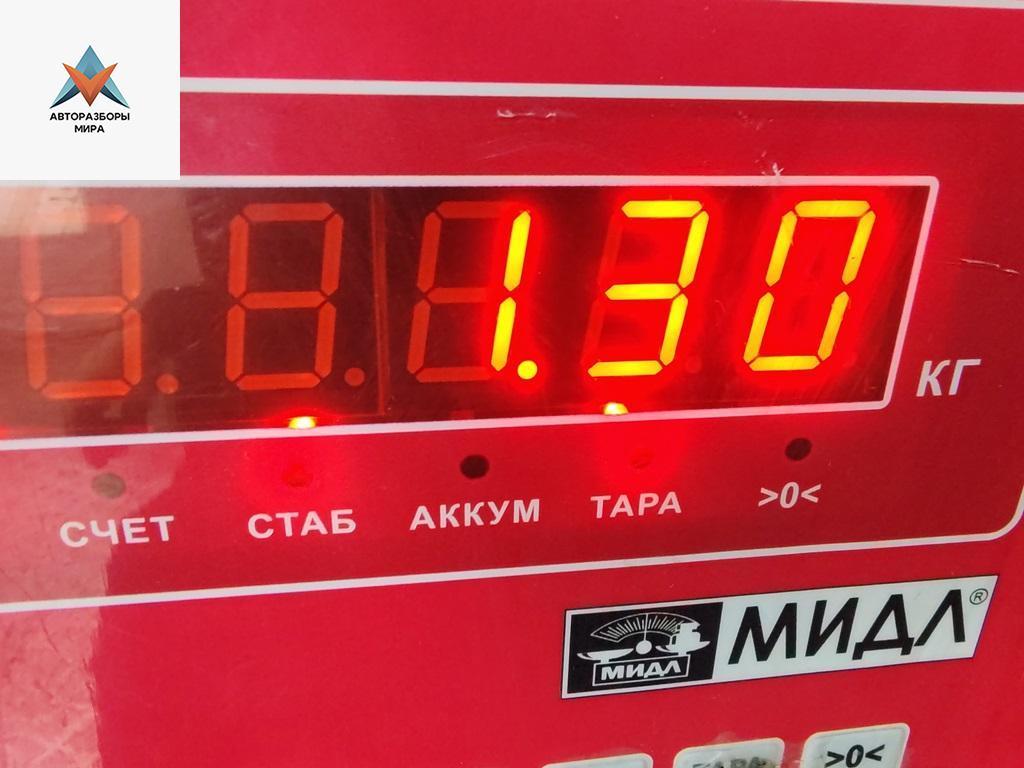 АВТОРАЗБОРЫ
МИРА
1.30
КГ
СЧЕТ СТАБ АККУМ ТАРА >0<
МИДЛ МИДЛ®
>0<